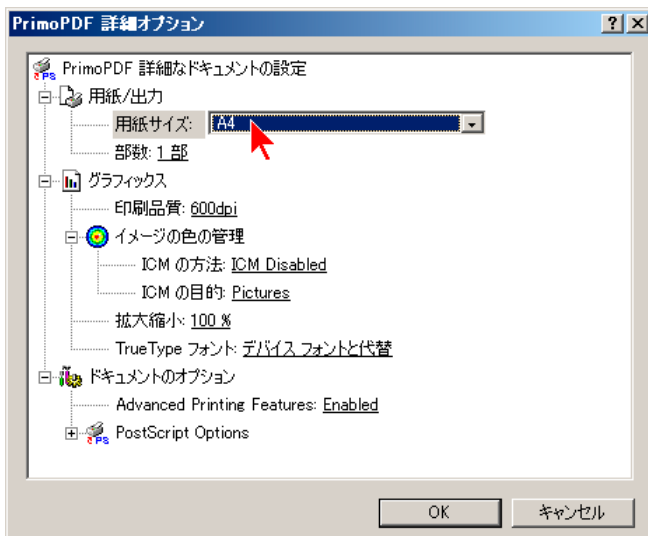 PrimoPDF 詳細オプション
PrimoPDF 詳細なドキュメントの設定
用紙/出力
用紙サイズ: A4
部数: 1 部
グラフィックス
印刷品質: 600dpi
イメージの色の管理
ICM の方法: ICM Disabled
ICM の目的: Pictures
拡大縮小: 100 %
TrueType フォント: デバイス フォントと代替
ドキュメントのオプション
Advanced Printing Features: Enabled
PostScript Options
OK キャンセル